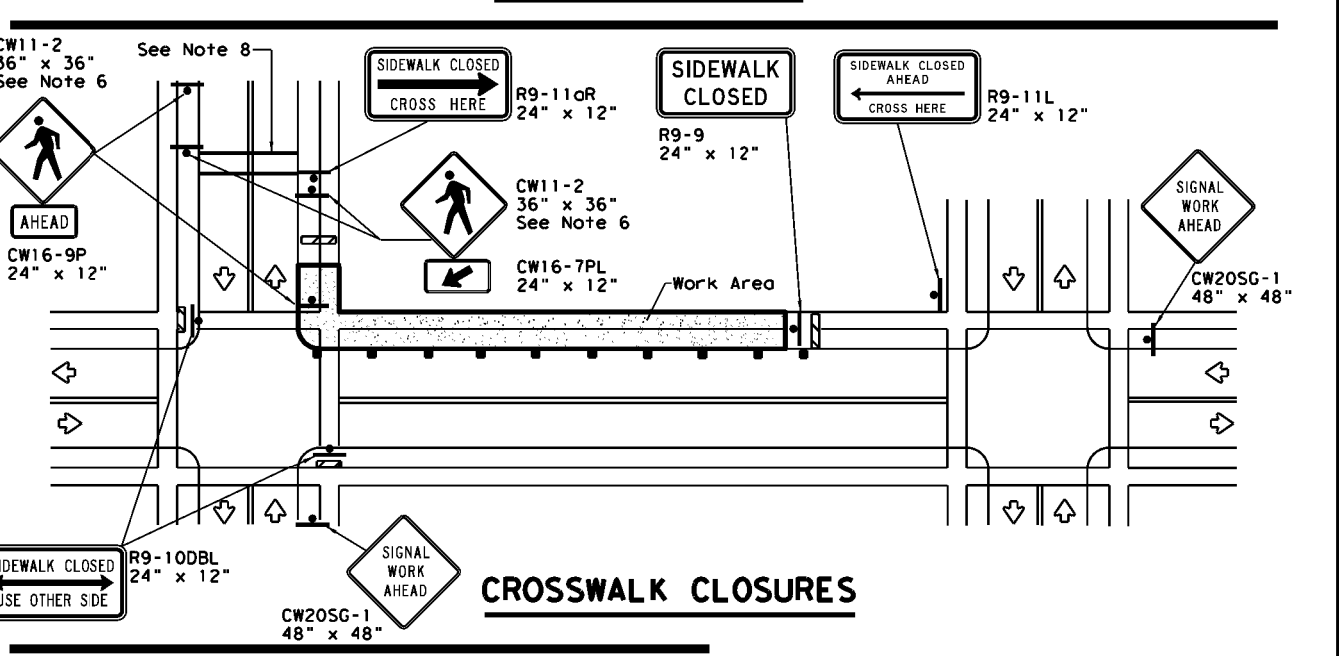 CW11-2
36" x 36"
See Note 6
See Note 8
AHEAD
CW16-9P
24" x 12"
SIDEWALK CLOSED
CROSS HERE
R9-11aR
24" x 12"
CW11-2
36" x 36"
See Note 6
CW16-7PL
24" x 12"
SIDEWALK
CLOSED
R9-9
24" x 12"
SIDEWALK CLOSED
AHEAD
CROSS HERE
R9-11L
24" x 12"
SIGNAL
WORK
AHEAD
CW20SG-1
48" x 48"
Work Area
IDEWALK CLOSED
USE OTHER SIDE
R9-10DBL
24" x 12"
SIGNAL
WORK
AHEAD
CW20SG-1
48" x 48"
CROSSWALK CLOSURES